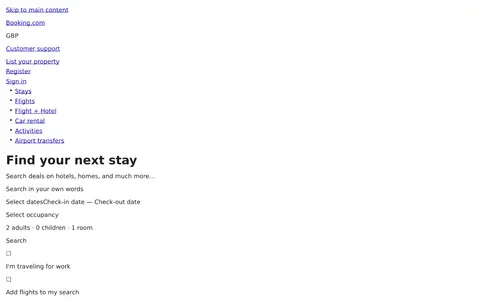 Skip to main content
Booking.com
GBP
Customer support
List your property
Register
Sign in
• Stays
• Flights
• Flight + Hotel
• Car rental
• Activities
• Airport transfers
Find your next stay
Search deals on hotels, homes, and much more...
Search in your own words
Select datesCheck-in date — Check-out date
Select occupancy
2 adults · 0 children · 1 room
Search
☐
I'm traveling for work
☐
Add flights to my search